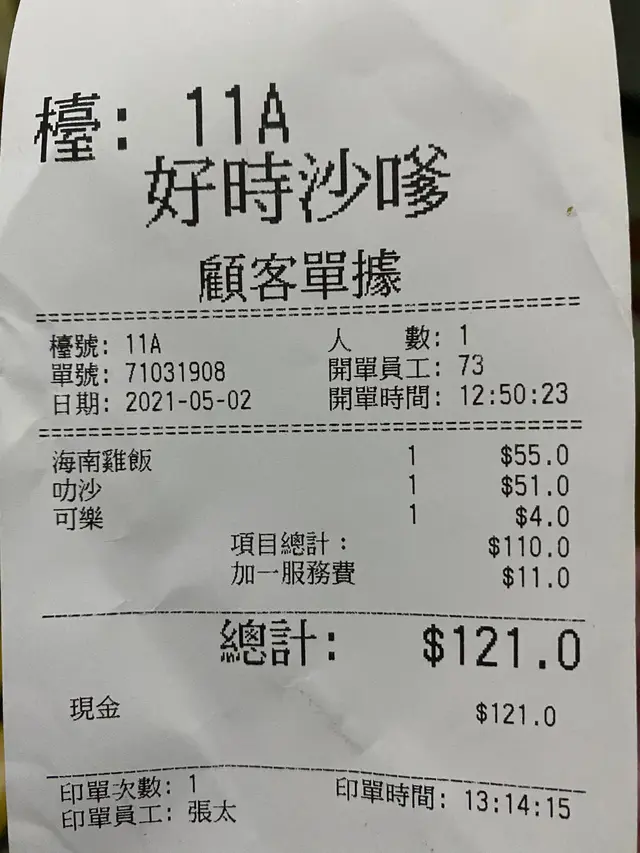 檯: 11A
好時沙嗲
顧客單據
檯號: 11A 人 數: 1
單號: 71031908 開單員工: 73
日期: 2021-05-02 開單時間: 12:50:23
海南雞飯 1 $55.0
叻沙 1 $51.0
可樂 1 $4.0
項目總計: $110.0
加一服務費 $11.0
總計: $121.0
現金 $121.0
印單次數: 1 印單時間: 13:14:15
印單員工: 張太